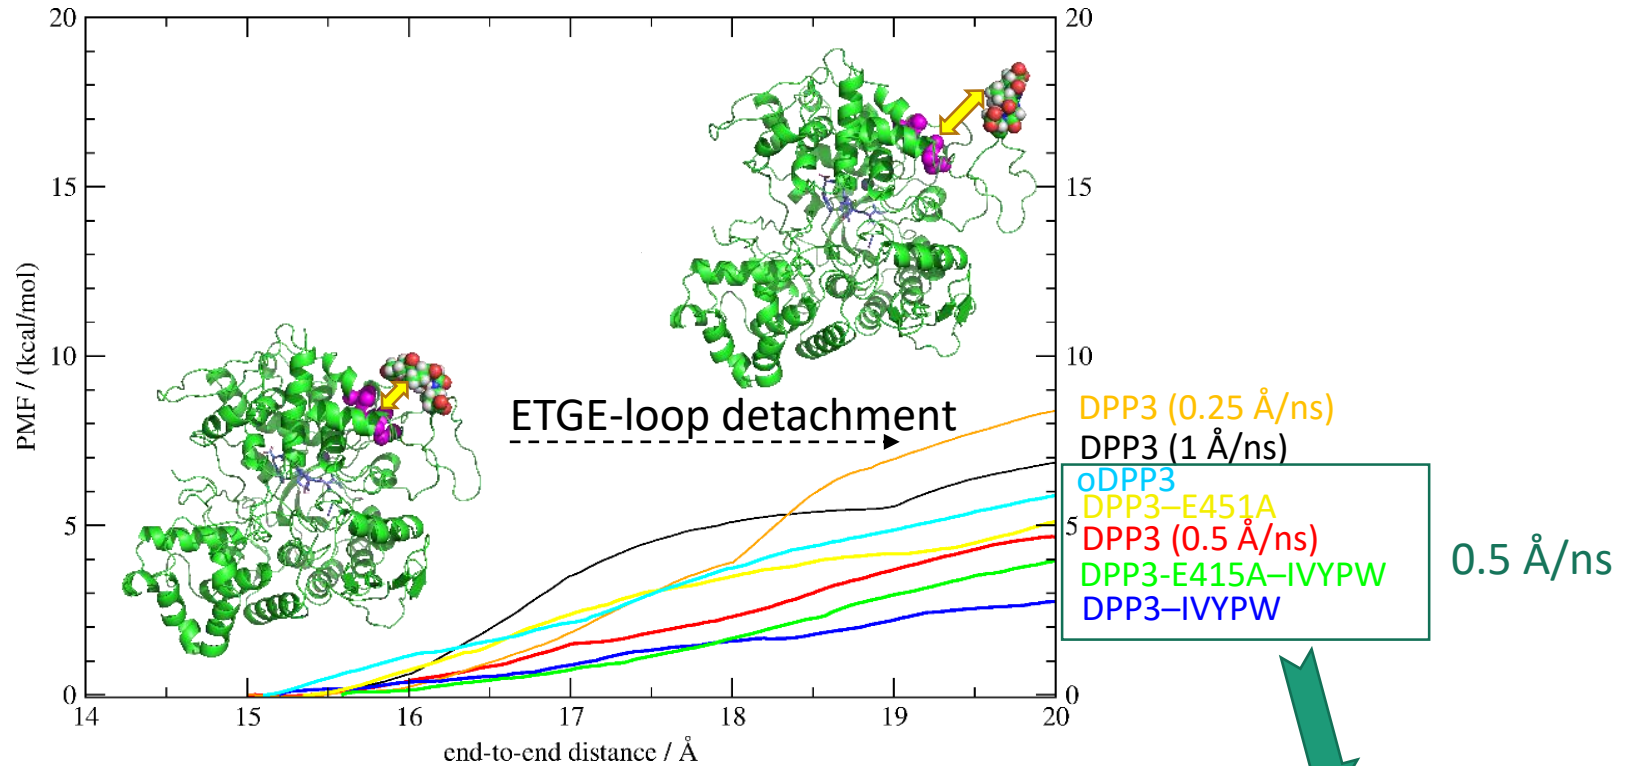 20
15
10
5
0
PMF / (kcal/mol)
14
15
16
17
18
19
20
end-to-end distance / Å
20
15
10
5
0
ETGE-loop detachment
DPP3 (0.25 Å/ns)
DPP3 (1 Å/ns)
oDPP3
DPP3–E451A
DPP3 (0.5 Å/ns)
DPP3-E415A–IVYPW
DPP3–IVYPW
0.5 Å/ns